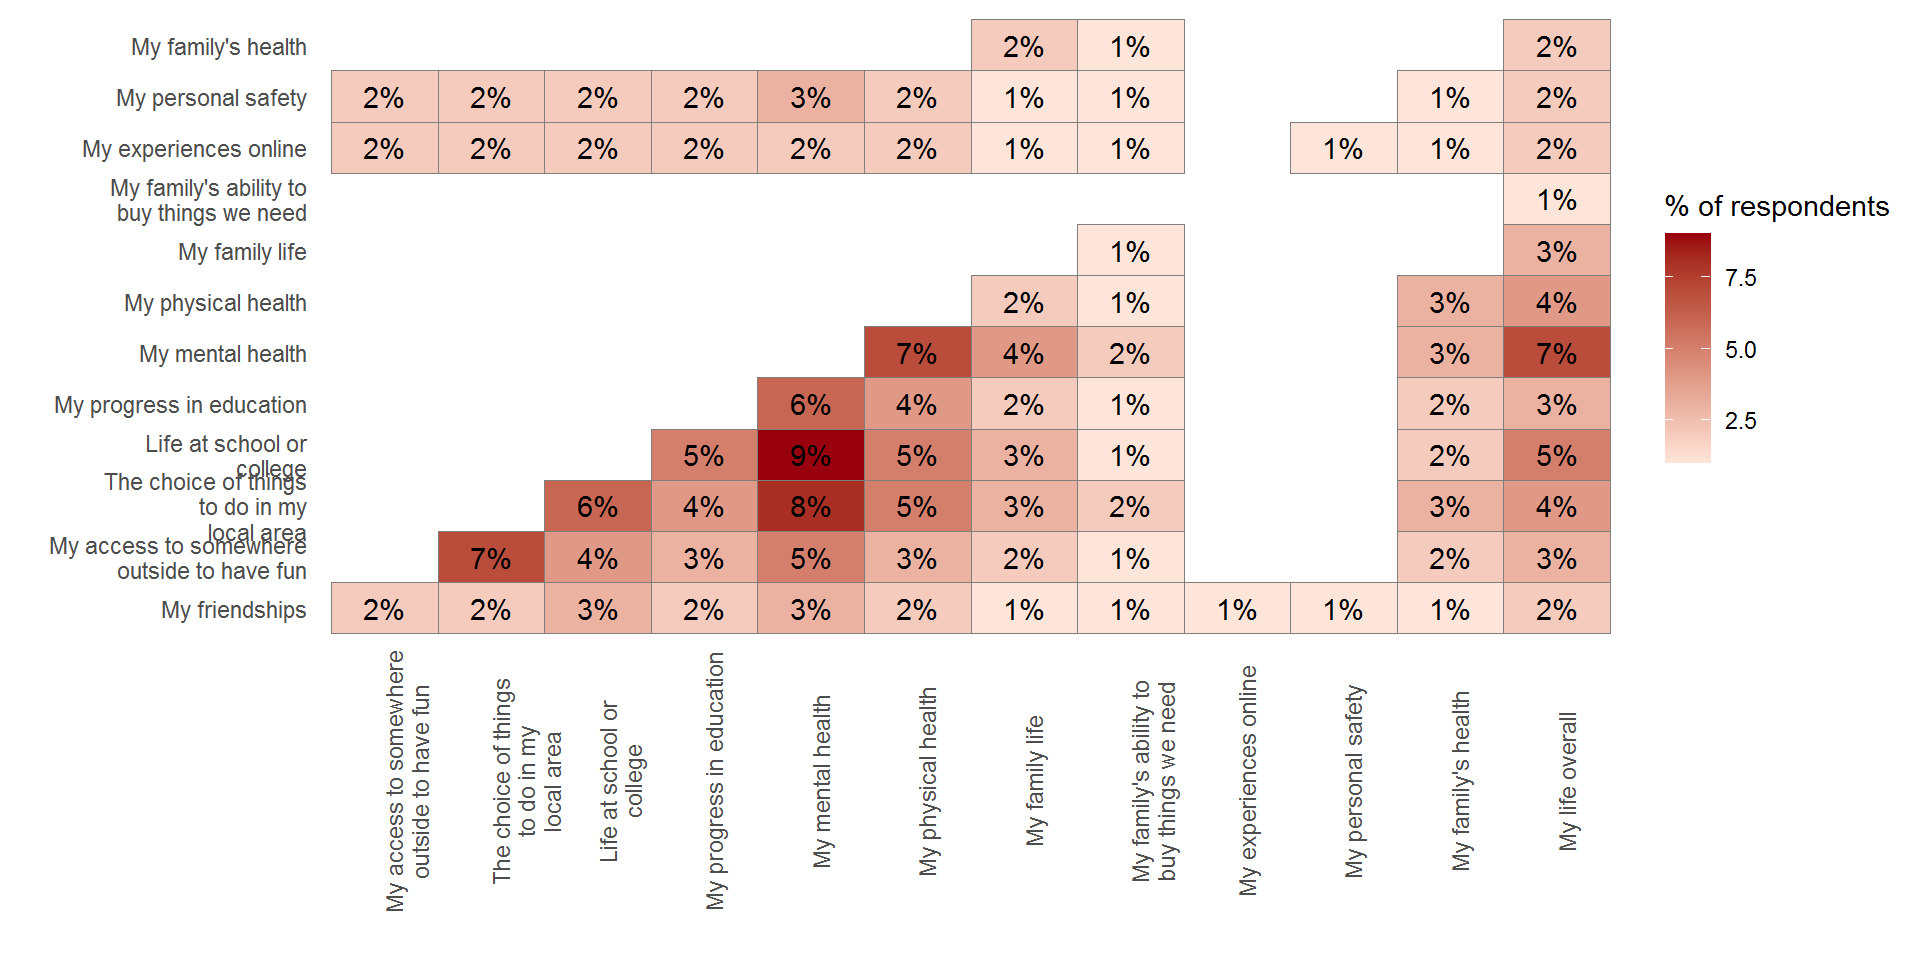 My family's health
2% 1% 2%
My personal safety
2% 2% 2% 2% 3% 2% 1% 1% 1% 2%
My experiences online
2% 2% 2% 2% 2% 2% 1% 1% 1% 1% 2%
My family's ability to
buy things we need
1%
My family life
1% 3%
My physical health
2% 1% 3% 4%
My mental health
7% 4% 2% 3% 7%
My progress in education
6% 4% 2% 1% 2% 3%
Life at school or
college
5% 9% 5% 3% 1% 2% 5%
The choice of things
to do in my
local area
6% 4% 8% 5% 3% 2% 3% 4%
My access to somewhere
outside to have fun
7% 4% 3% 5% 3% 2% 1% 2% 3%
My friendships
2% 2% 3% 2% 3% 2% 1% 1% 1% 1% 1% 2%
My access to somewhere
outside to have fun
The choice of things
to do in my
local area
Life at school or
college
My progress in education
My mental health
My physical health
My family life
My family's ability to
buy things we need
My experiences online
My personal safety
My family's health
My life overall
% of respondents
7.5
5.0
2.5